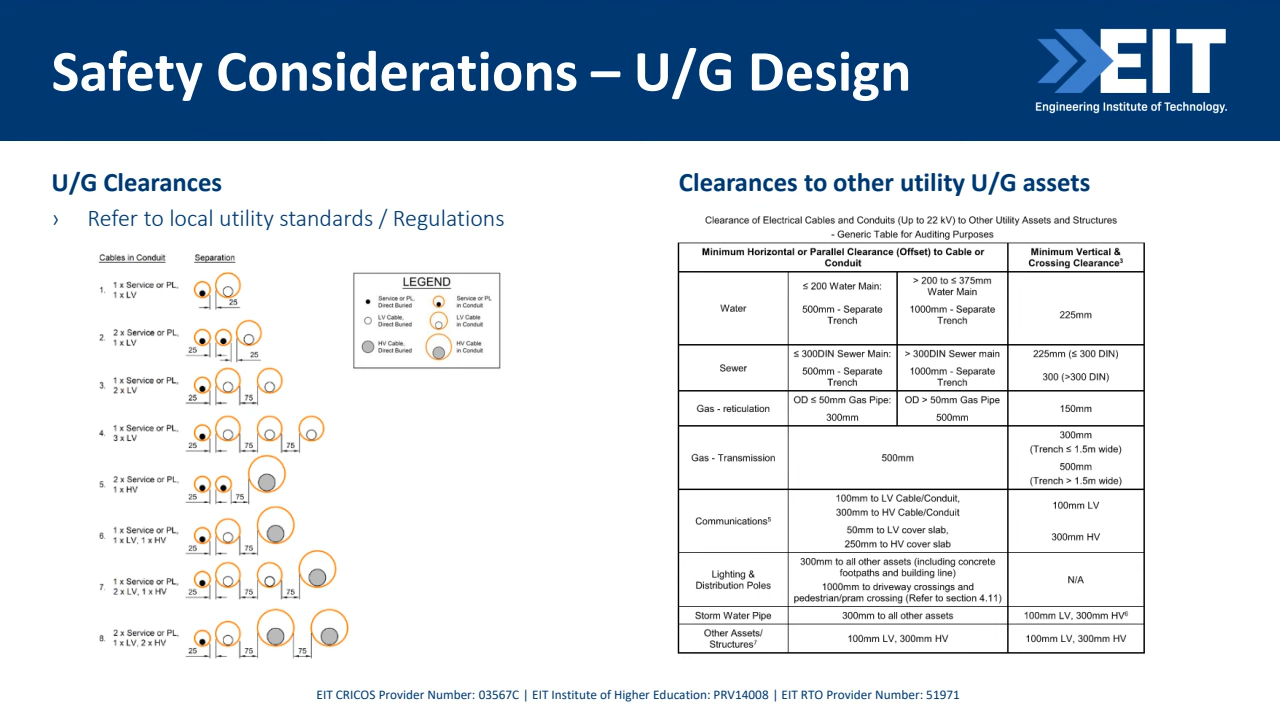 Safety Considerations – U/G Design
EIT
Engineering Institute of Technology.
U/G Clearances
› Refer to local utility standards / Regulations
Cables in Conduit Separation
1. 1 x Service or PL,
1 x LV
25
2. 2 x Service or PL,
1 x LV
25 25
3. 1 x Service or PL,
2 x LV
25 75
4. 1 x Service or PL,
3 x LV
25 75 75
5. 2 x Service or PL,
1 x HV
25 75
6. 1 x Service or PL,
1 x LV, 1 x HV
25 75
7. 1 x Service or PL,
2 x LV, 1 x HV
25 75 75
8. 2 x Service or PL,
1 x LV, 2 x HV
25 75 75
LEGEND
Service or PL,
Direct Buried
Service or PL
in Conduit
LV Cable,
Direct Buried
LV Cable
in Conduit
HV Cable,
Direct Buried
HV Cable
in Conduit
Clearances to other utility U/G assets
Clearance of Electrical Cables and Conduits (Up to 22 kV) to Other Utility Assets and Structures
- Generic Table for Auditing Purposes
Minimum Horizontal or Parallel Clearance (Offset) to Cable or
Conduit
Minimum Vertical &
Crossing Clearance³
Water
≤ 200 Water Main:
500mm - Separate
Trench
> 200 to ≤ 375mm
Water Main
1000mm - Separate
Trench
225mm
Sewer
≤ 300DIN Sewer Main:
500mm - Separate
Trench
> 300DIN Sewer main
1000mm - Separate
Trench
225mm (≤ 300 DIN)
300 (>300 DIN)
Gas - reticulation
OD ≤ 50mm Gas Pipe:
300mm
OD > 50mm Gas Pipe
500mm
150mm
Gas - Transmission
500mm
300mm
(Trench ≤ 1.5m wide)
500mm
(Trench > 1.5m wide)
Communications⁵
100mm to LV Cable/Conduit,
300mm to HV Cable/Conduit
50mm to LV cover slab,
250mm to HV cover slab
100mm LV
300mm HV
Lighting &
Distribution Poles
300mm to all other assets (including concrete
footpaths and building line)
1000mm to driveway crossings and
pedestrian/pram crossing (Refer to section 4.11)
N/A
Storm Water Pipe
300mm to all other assets
100mm LV, 300mm HV⁶
Other Assets/
Structures⁷
100mm LV, 300mm HV
100mm LV, 300mm HV
EIT CRICOS Provider Number: 03567C | EIT Institute of Higher Education: PRV14008 | EIT RTO Provider Number: 51971